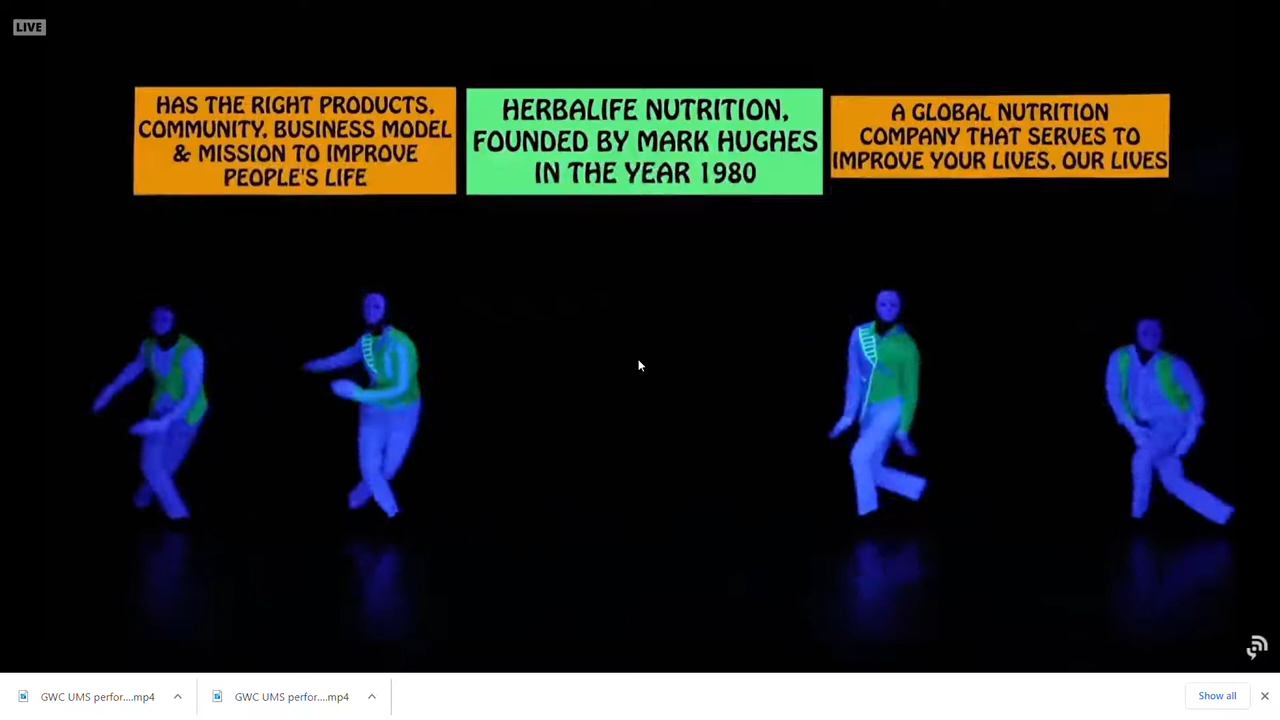 LIVE
HAS THE RIGHT PRODUCTS,
COMMUNITY, BUSINESS MODEL
& MISSION TO IMPROVE
PEOPLE'S LIFE
HERBALIFE NUTRITION,
FOUNDED BY MARK HUGHES
IN THE YEAR 1980
A GLOBAL NUTRITION
COMPANY THAT SERVES TO
IMPROVE YOUR LIVES, OUR LIVES
GWC UMS perfor....mp4
GWC UMS perfor....mp4
Show all